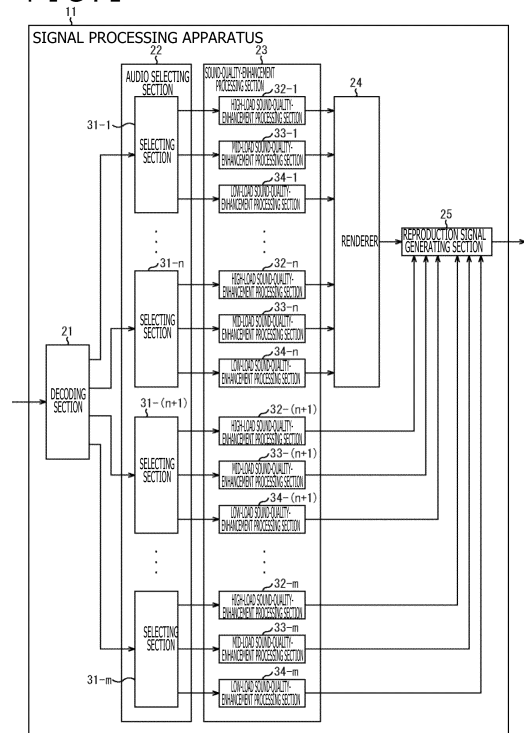 FIG.1
11
SIGNAL PROCESSING APPARATUS
22
23
AUDIO SELECTING
SECTION
SOUND-QUALITY-ENHANCEMENT
PROCESSING SECTION
24
31-1
SELECTING
SECTION
32-1
HIGH-LOAD SOUND-QUALITY-
ENHANCEMENT PROCESSING SECTION
33-1
MID-LOAD SOUND-QUALITY-
ENHANCEMENT PROCESSING SECTION
34-1
LOW-LOAD SOUND-QUALITY-
ENHANCEMENT PROCESSING SECTION
RENDERER
25
REPRODUCTION SIGNAL
GENERATING SECTION
31-n
SELECTING
SECTION
32-n
HIGH-LOAD SOUND-QUALITY-
ENHANCEMENT PROCESSING SECTION
33-n
MID-LOAD SOUND-QUALITY-
ENHANCEMENT PROCESSING SECTION
34-n
LOW-LOAD SOUND-QUALITY-
ENHANCEMENT PROCESSING SECTION
21
DECODING
SECTION
31-(n+1)
SELECTING
SECTION
32-(n+1)
HIGH-LOAD SOUND-QUALITY-
ENHANCEMENT PROCESSING SECTION
33-(n+1)
MID-LOAD SOUND-QUALITY-
ENHANCEMENT PROCESSING SECTION
34-(n+1)
LOW-LOAD SOUND-QUALITY-
ENHANCEMENT PROCESSING SECTION
SELECTING
SECTION
31-m
32-m
HIGH-LOAD SOUND-QUALITY-
ENHANCEMENT PROCESSING SECTION
33-m
MID-LOAD SOUND-QUALITY-
ENHANCEMENT PROCESSING SECTION
34-m
LOW-LOAD SOUND-QUALITY-
ENHANCEMENT PROCESSING SECTION